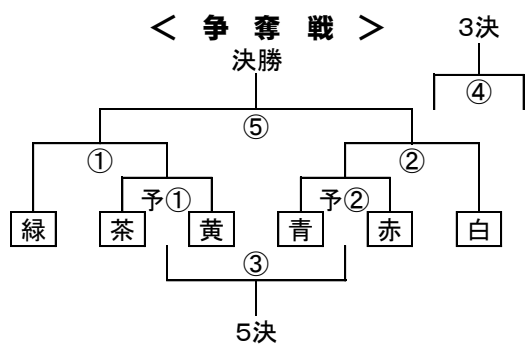 < 争 奪 戦 >
3決
決勝
④
⑤
① ②
予① 予②
緑 茶 黄 青 赤 白
③
5決